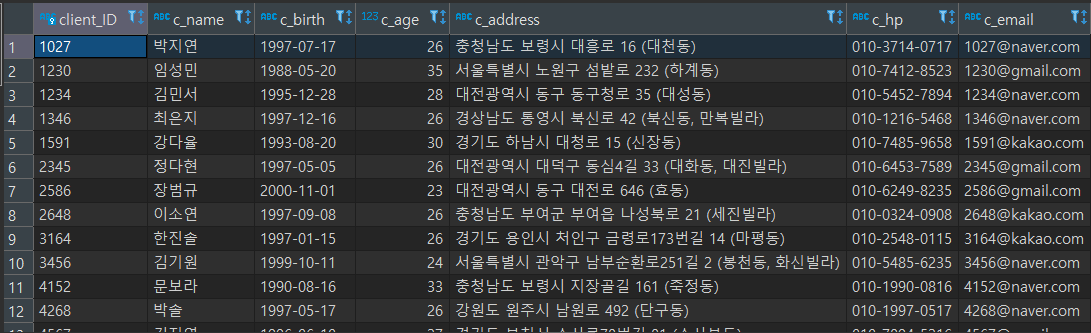 client_ID c_name c_birth c_age c_address c_hp c_email
1 1027 박지연 1997-07-17 26 충청남도 보령시 대흥로 16 (대천동) 010-3714-0717 1027@naver.com
2 1230 임성민 1988-05-20 35 서울특별시 노원구 섬밭로 232 (하계동) 010-7412-8523 1230@gmail.com
3 1234 김민서 1995-12-28 28 대전광역시 동구 동구청로 35 (대성동) 010-5452-7894 1234@naver.com
4 1346 최은지 1997-12-16 26 경상남도 통영시 북신로 42 (북신동, 만복빌라) 010-1216-5468 1346@naver.com
5 1591 강다율 1993-08-20 30 경기도 하남시 대청로 15 (신장동) 010-7485-9658 1591@kakao.com
6 2345 정다현 1997-05-05 26 대전광역시 대덕구 동심4길 33 (대화동, 대진빌라) 010-6453-7589 2345@gmail.com
7 2586 장범규 2000-11-01 23 대전광역시 동구 대전로 646 (효동) 010-6249-8235 2586@gmail.com
8 2648 이소연 1997-09-08 26 충청남도 부여군 부여읍 나성북로 21 (세진빌라) 010-0324-0908 2648@kakao.com
9 3164 한진솔 1997-01-15 26 경기도 용인시 처인구 금령로173번길 14 (마평동) 010-2548-0115 3164@kakao.com
10 3456 김기원 1999-10-11 24 서울특별시 관악구 남부순환로251길 2 (봉천동, 화신빌라) 010-5485-6235 3456@naver.com
11 4152 문보라 1990-08-16 33 충청남도 보령시 지장골길 161 (죽정동) 010-1990-0816 4152@naver.com
12 4268 박솔 1997-05-17 26 강원도 원주시 남원로 492 (단구동) 010-1997-0517 4268@naver.com